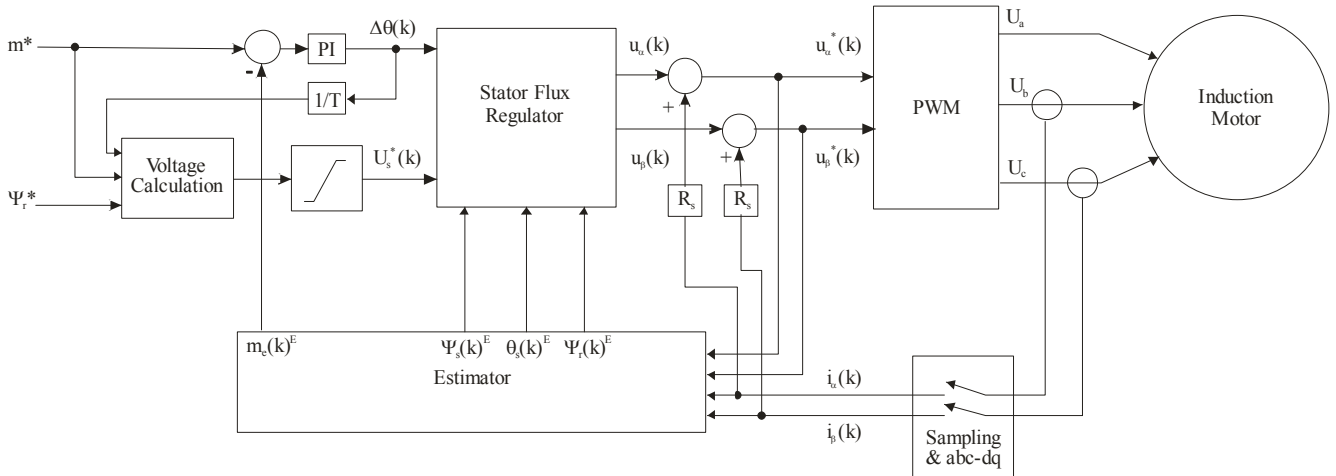 m*
-
PI
Δθ(k)
1/T
Ψr*
Voltage
Calculation
Us*(k)
Stator Flux
Regulator
uα(k)
uβ(k)
+
+
Rs
Rs
uα*(k)
uβ*(k)
PWM
Ua
Ub
Uc
Induction
Motor
me(k)E
Ψs(k)E
θs(k)E
Ψr(k)E
Estimator
iα(k)
iβ(k)
Sampling
& abc-dq